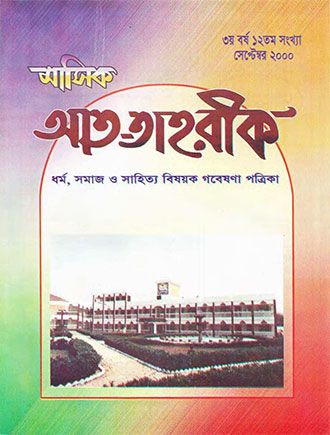 ৩য় বর্ষ ১২তম সংখ্যা
সেপ্টেম্বর ২০০০
মাসিক
আত-তাহরীক
ধর্ম, সমাজ ও সাহিত্য বিষয়ক গবেষণা পত্রিকা